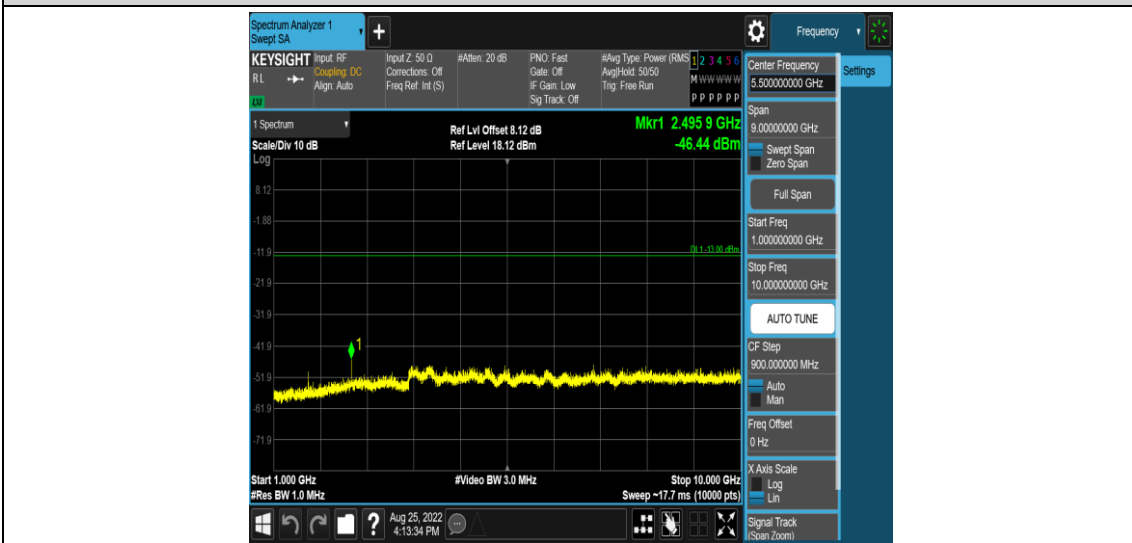 Spectrum Analyzer 1
Swept SA
+
Frequency
KEYSIGHT
RL
LXI
Input: RF
Coupling: DC
Align: Auto
Input Z: 50 Ω
Corrections: Off
Freq Ref: Int (S)
#Atten: 20 dB
PNO: Fast
Gate: Off
IF Gain: Low
Sig Track: Off
#Avg Type: Power (RMS
Avg|Hold: 50/50
Trig: Free Run
1 2 3 4 5 6
M W W W W W
P P P P P P
1 Spectrum
Scale/Div 10 dB
Log
Ref Lvl Offset 8.12 dB
Ref Level 18.12 dBm
Mkr1 2.495 9 GHz
-46.44 dBm
8.12
-1.88
-11.9
DL1 -13.00 dBm
-21.9
-31.9
-41.9
1
-51.9
-61.9
-71.9
Start 1.000 GHz
#Res BW 1.0 MHz
#Video BW 3.0 MHz
Stop 10.000 GHz
Sweep ~17.7 ms (10000 pts)
Center Frequency
5.500000000 GHz
Settings
Span
9.00000000 GHz
Swept Span
Zero Span
Full Span
Start Freq
1.000000000 GHz
Stop Freq
10.000000000 GHz
AUTO TUNE
CF Step
900.000000 MHz
Auto
Man
Freq Offset
0 Hz
X Axis Scale
Log
Lin
Signal Track
(Span Zoom)
?
Aug 25, 2022
4:13:34 PM